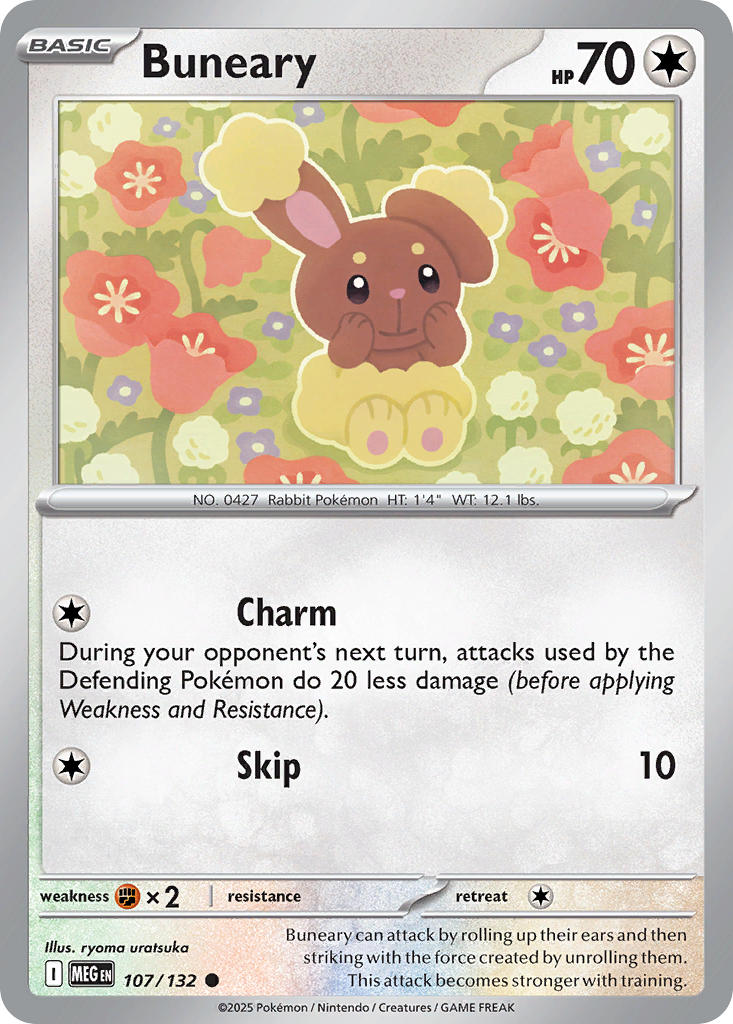 BASIC
Buneary
HP 70
NO. 0427 Rabbit Pokémon HT: 1'4" WT: 12.1 lbs.
Charm
During your opponent's next turn, attacks used by the
Defending Pokémon do 20 less damage (before applying
Weakness and Resistance).
Skip 10
weakness ×2 resistance retreat
Illus. ryoma uratsuka
I MEG EN 107/132
Buneary can attack by rolling up their ears and then
striking with the force created by unrolling them.
This attack becomes stronger with training.
©2025 Pokémon / Nintendo / Creatures / GAME FREAK